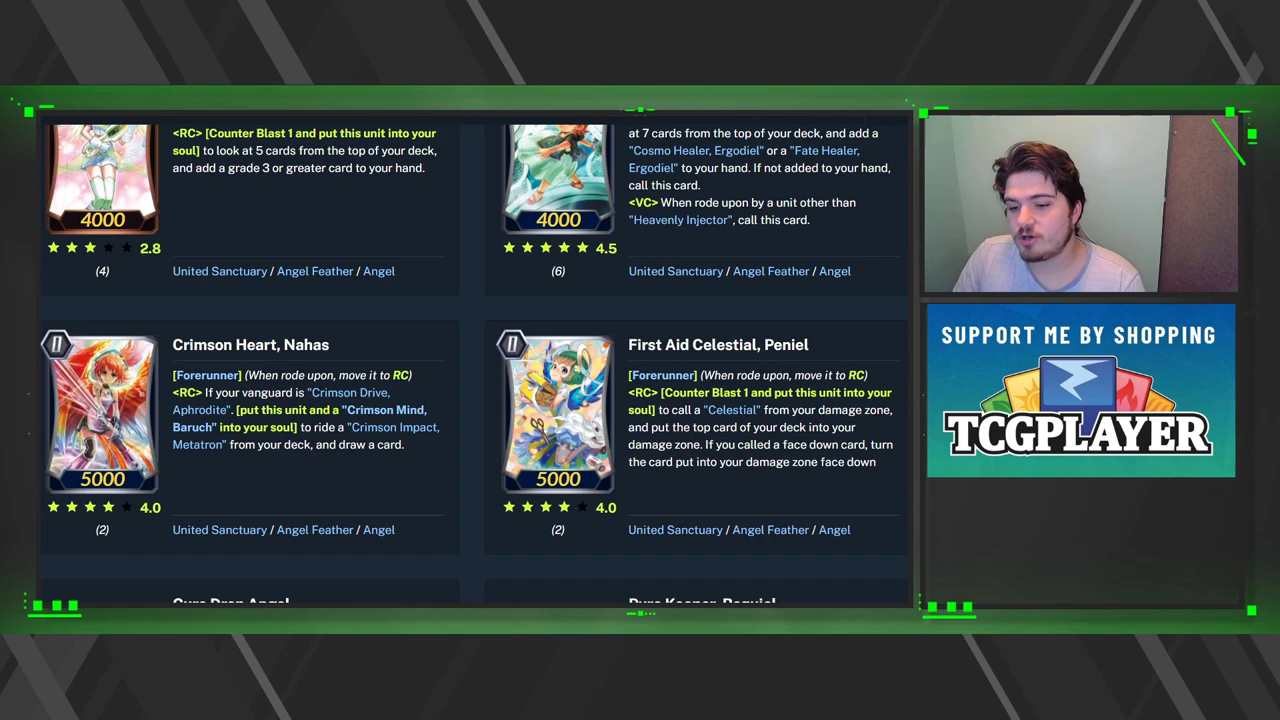 <RC> [Counter Blast 1 and put this unit into your
soul] to look at 5 cards from the top of your deck,
and add a grade 3 or greater card to your hand.
4000
2.8
(4)
United Sanctuary / Angel Feather / Angel
at 7 cards from the top of your deck, and add a
"Cosmo Healer, Ergodiel" or a "Fate Healer,
Ergodiel" to your hand. If not added to your hand,
call this card.
<VC> When rode upon by a unit other than
"Heavenly Injector", call this card.
4000
4.5
(6)
United Sanctuary / Angel Feather / Angel
0
Crimson Heart, Nahas
[Forerunner] (When rode upon, move it to RC)
<RC> If your vanguard is "Crimson Drive,
Aphrodite". [put this unit and a "Crimson Mind,
Baruch" into your soul] to ride a "Crimson Impact,
Metatron" from your deck, and draw a card.
5000
4.0
(2)
United Sanctuary / Angel Feather / Angel
0
First Aid Celestial, Peniel
[Forerunner] (When rode upon, move it to RC)
<RC> [Counter Blast 1 and put this unit into your
soul] to call a "Celestial" from your damage zone,
and put the top card of your deck into your
damage zone. If you called a face down card, turn
the card put into your damage zone face down
5000
4.0
(2)
United Sanctuary / Angel Feather / Angel
SUPPORT ME BY SHOPPING
TCGPLAYER